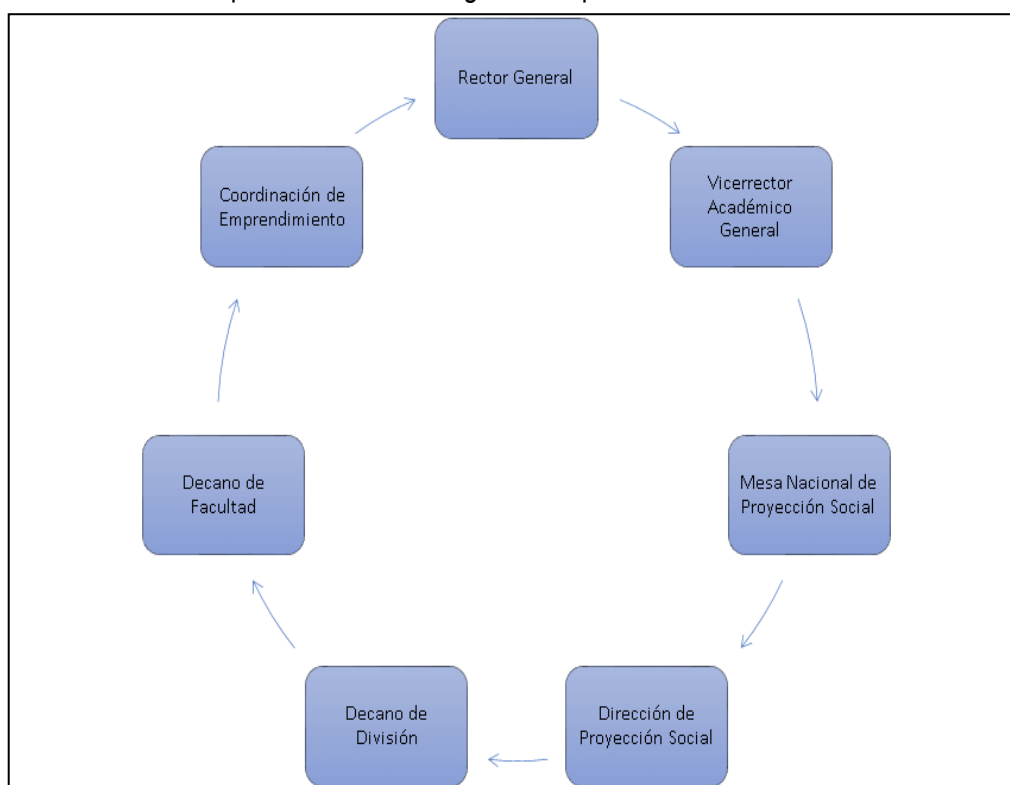 Rector General
Vicerrector
Académico
General
Mesa Nacional de
Proyección Social
Dirección de
Proyección Social
Decano de
División
Decano de
Facultad
Coordinación de
Emprendimiento